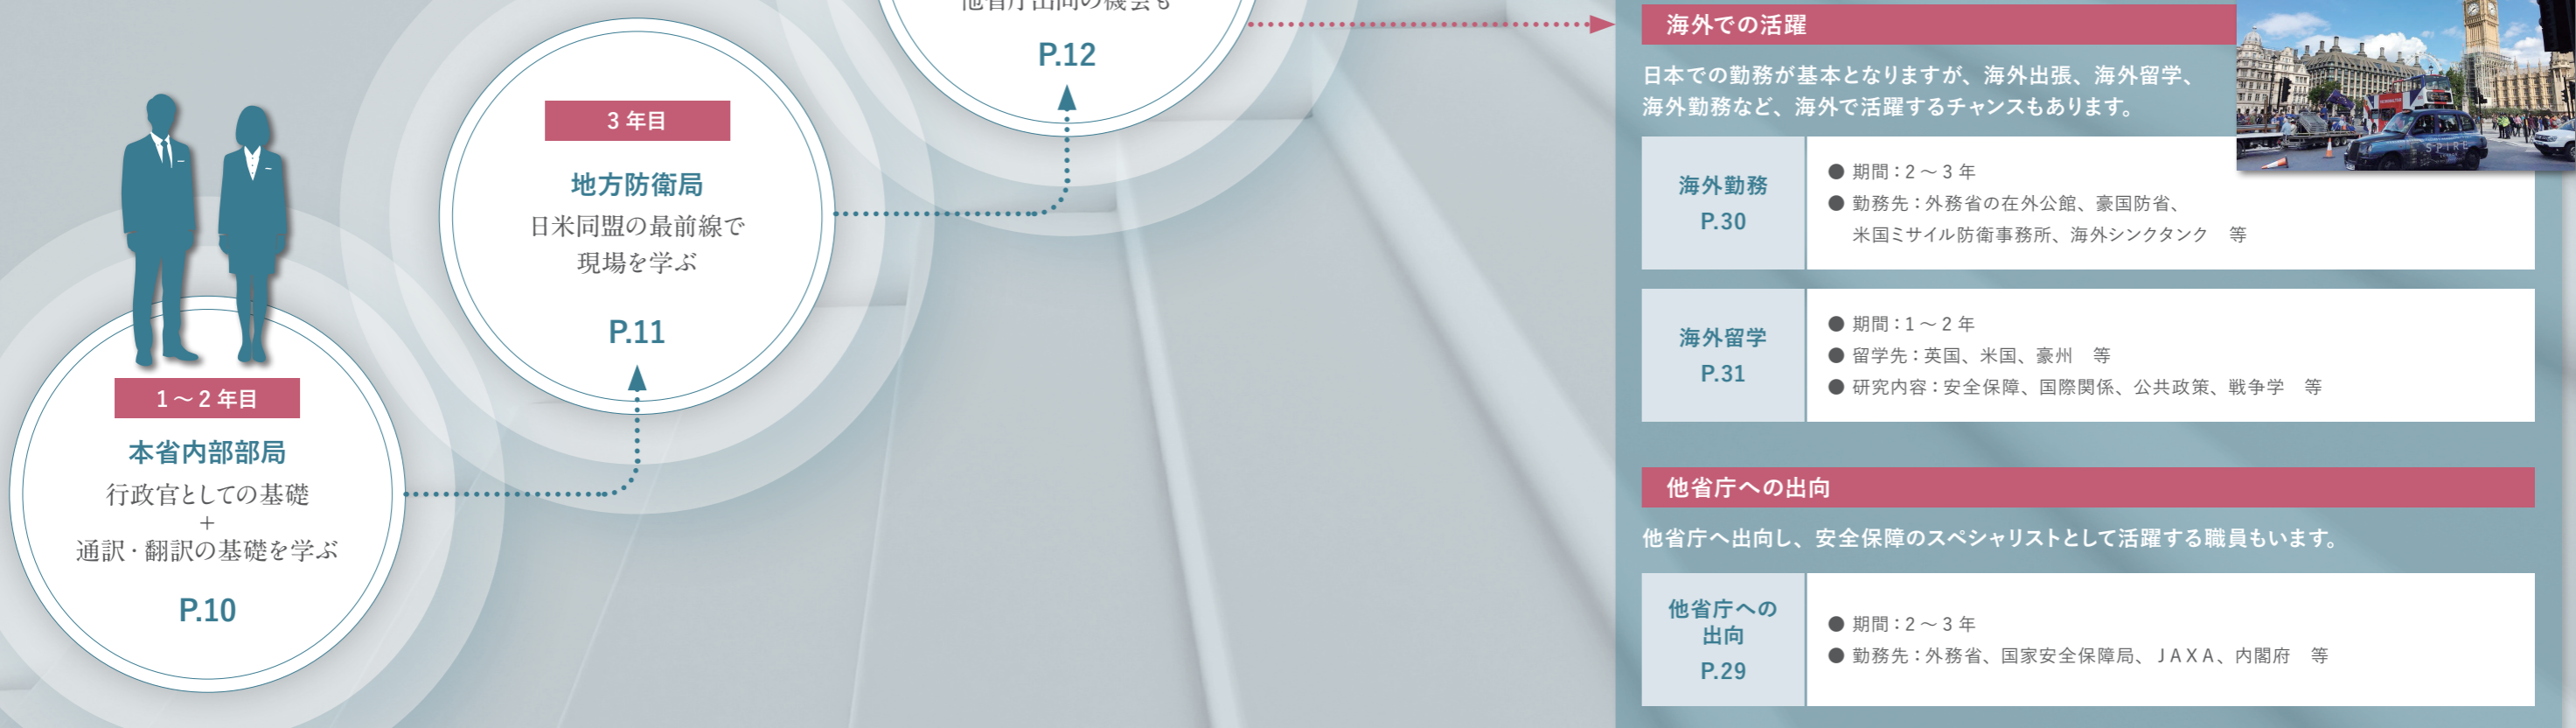 他省庁出向の機会も
P.12
3年目
地方防衛局
日米同盟の最前線で
現場を学ぶ
P.11
1～2年目
本省内部部局
行政官としての基礎
+
通訳・翻訳の基礎を学ぶ
P.10
海外での活躍
日本での勤務が基本となりますが、海外出張、海外留学、
海外勤務など、海外で活躍するチャンスもあります。
海外勤務
P.30
● 期間：2～3年
● 勤務先：外務省の在外公館、豪国防省、
米国ミサイル防衛事務所、海外シンクタンク　等
海外留学
P.31
● 期間：1～2年
● 留学先：英国、米国、豪州　等
● 研究内容：安全保障、国際関係、公共政策、戦争学　等
他省庁への出向
他省庁へ出向し、安全保障のスペシャリストとして活躍する職員もいます。
他省庁への
出向
P.29
● 期間：2～3年
● 勤務先：外務省、国家安全保障局、JAXA、内閣府　等
SPIRE